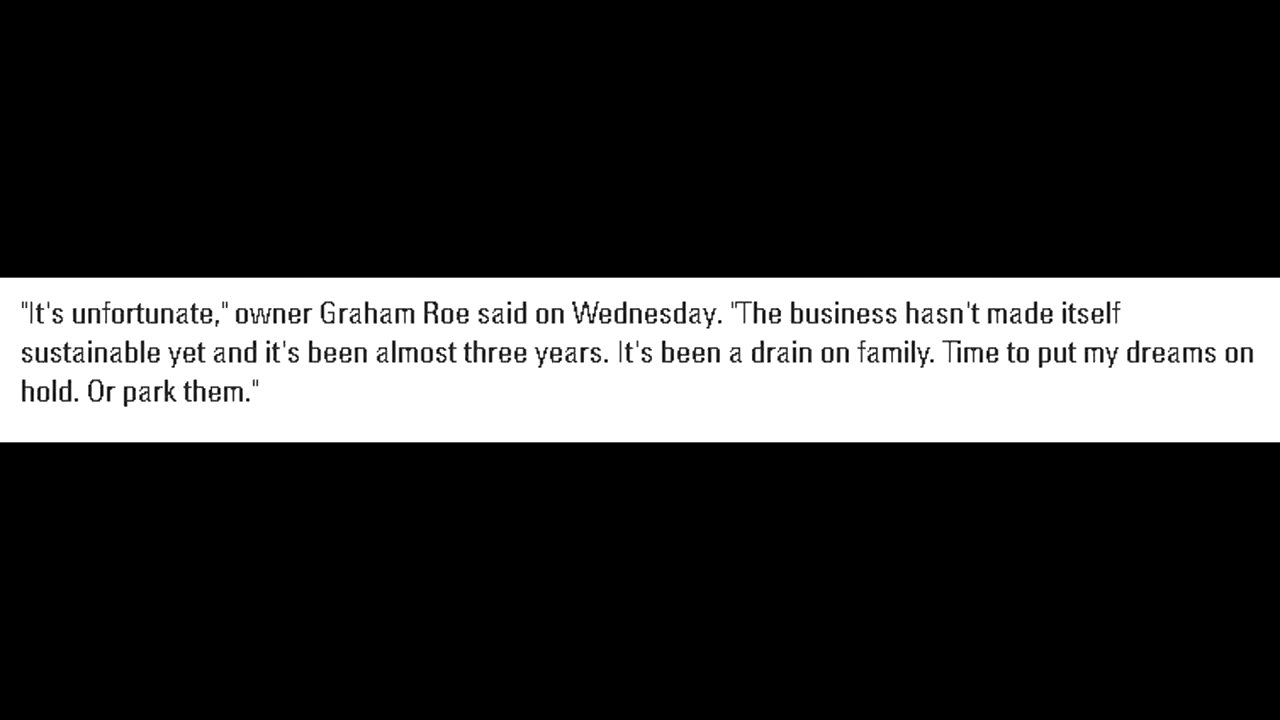 "It's unfortunate," owner Graham Roe said on Wednesday. "The business hasn't made itself
sustainable yet and it's been almost three years. It's been a drain on family. Time to put my dreams on
hold. Or park them."